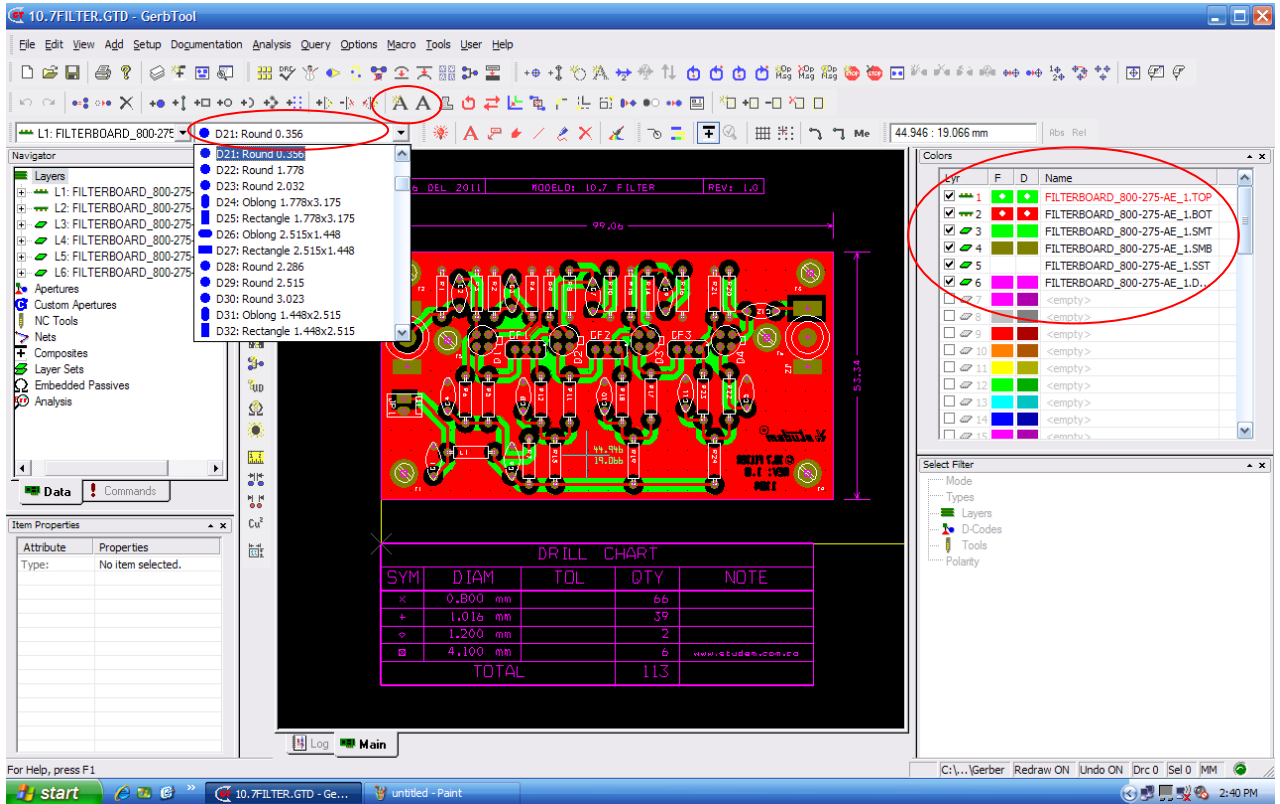 10.7FILTER.GTD - GerbTool
File Edit View Add Setup Documentation Analysis Query Options Macro Tools User Help
L1: FILTERBOARD_800-275
D21: Round 0.356
Me
44.946 : 19.066 mm
Abs Rel
Navigator
Layers
L1: FILTERBOARD_800-275-
L2: FILTERBOARD_800-275-
L3: FILTERBOARD_800-275-
L4: FILTERBOARD_800-275-
L5: FILTERBOARD_800-275-
L6: FILTERBOARD_800-275-
Apertures
Custom Apertures
NC Tools
Nets
Composites
Layer Sets
Embedded Passives
Analysis
Data
Commands
D21: Round 0.356
D22: Round 1.778
D23: Round 2.032
D24: Oblong 1.778x3.175
D25: Rectangle 1.778x3.175
D26: Oblong 2.515x1.448
D27: Rectangle 2.515x1.448
D28: Round 2.286
D29: Round 2.515
D30: Round 3.023
D31: Oblong 1.448x2.515
D32: Rectangle 1.448x2.515
DEL 2011
MODELO: 10.7 FILTER
REV: 1.0
99.06
53.34
CF1
CF2
CF3
D1
D2
D3
D4
44.946
19.066
DRILL CHART
SYM DIAM TOL QTY NOTE
× 0.800 mm 66
+ 1.016 mm 39
1.200 mm 2
4.100 mm 6
TOTAL 113
Log
Main
Item Properties
Attribute Properties
Type: No item selected.
Colors
Lyr F D Name
1 FILTERBOARD_800-275-AE_1.TOP
2 FILTERBOARD_800-275-AE_1.BOT
3 FILTERBOARD_800-275-AE_1.SMT
4 FILTERBOARD_800-275-AE_1.SMB
5 FILTERBOARD_800-275-AE_1.SST
6 FILTERBOARD_800-275-AE_1.D...
7 <empty>
8 <empty>
9 <empty>
10 <empty>
11 <empty>
12 <empty>
13 <empty>
14 <empty>
15 <empty>
Select Filter
Mode
Types
Layers
D-Codes
Tools
Polarity
For Help, press F1
C:\...\Gerber Redraw ON Undo ON Drc 0 Sel 0 MM
start
10.7FILTER.GTD - Ge...
untitled - Paint
2:40 PM